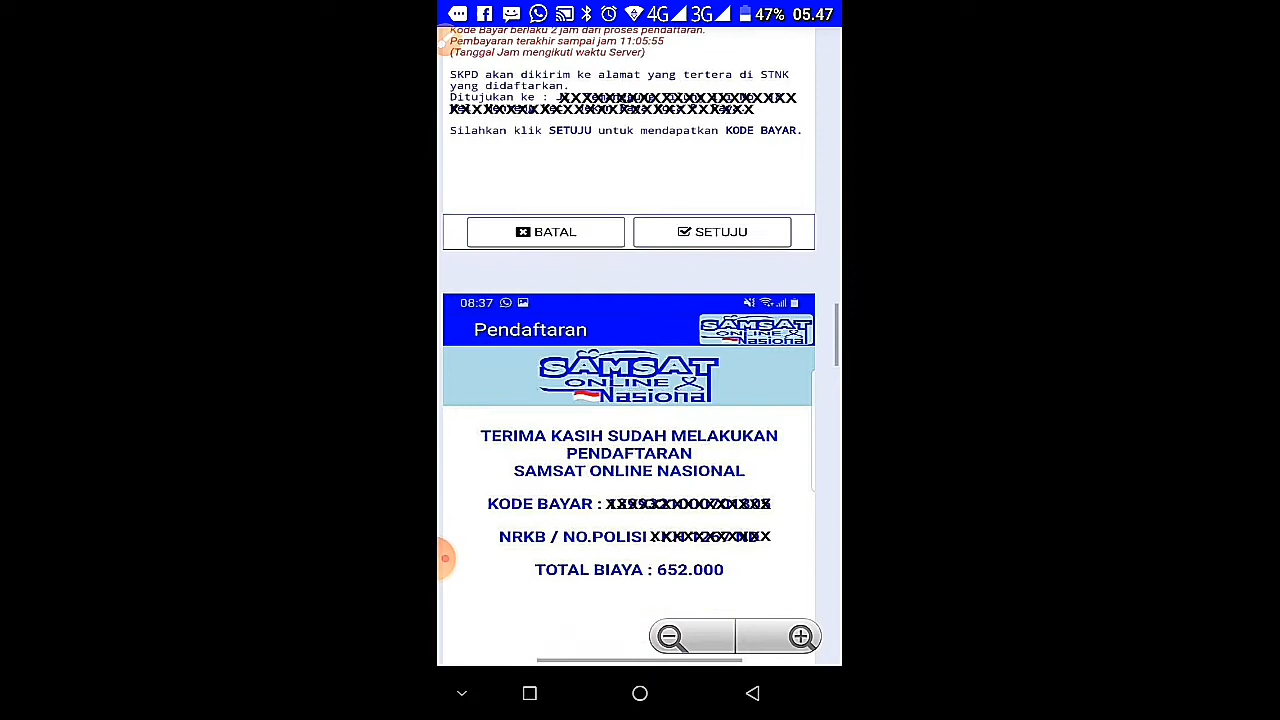 4G 3G 47% 05.47
Kode Bayar berlaku 2 jam dari proses pendaftaran.
Pembayaran terakhir sampai jam 11:05:55
(Tanggal Jam mengikuti waktu Server)
SKPD akan dikirim ke alamat yang tertera di STNK
yang didaftarkan.
Ditujukan ke :
Silahkan klik SETUJU untuk mendapatkan KODE BAYAR.
BATAL SETUJU
08:37
Pendaftaran SAMSAT ONLINE Nasional
SAMSAT
ONLINE
Nasional
TERIMA KASIH SUDAH MELAKUKAN
PENDAFTARAN
SAMSAT ONLINE NASIONAL
KODE BAYAR :
NRKB / NO.POLISI
TOTAL BIAYA : 652.000